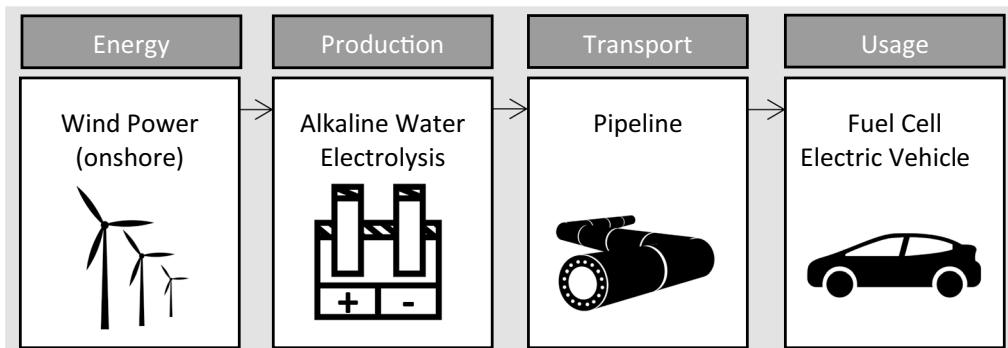 Energy
Production
Transport
Usage
Wind Power
(onshore)
Alkaline Water
Electrolysis
Pipeline
Fuel Cell
Electric Vehicle
+ -